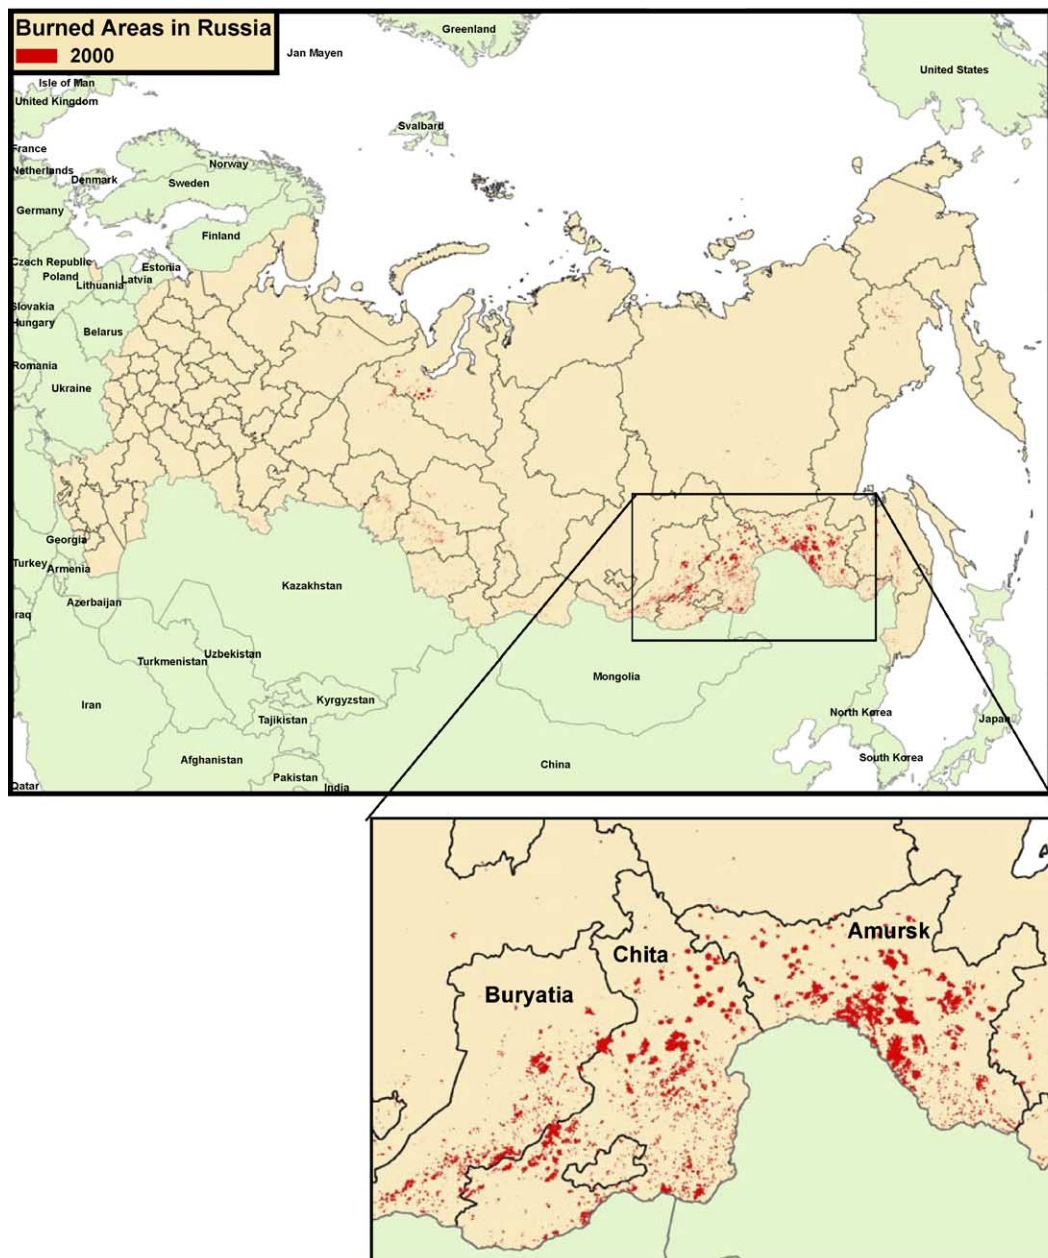 Burned Areas in Russia
2000
Greenland
Jan Mayen
United States
Isle of Man
United Kingdom
Svalbard
France
Norway
Netherlands
Denmark
Sweden
Germany
Finland
Czech Republic
Estonia
Poland
Latvia
Lithuania
Slovakia
Hungary
Belarus
Romania
Ukraine
Georgia
Turkey
Armenia
Kazakhstan
Azerbaijan
Iraq
Uzbekistan
Turkmenistan
Mongolia
Kyrgyzstan
Iran
North Korea
Japan
Tajikistan
Afghanistan
South Korea
China
Pakistan
Qatar
India
Amursk
Chita
Buryatia